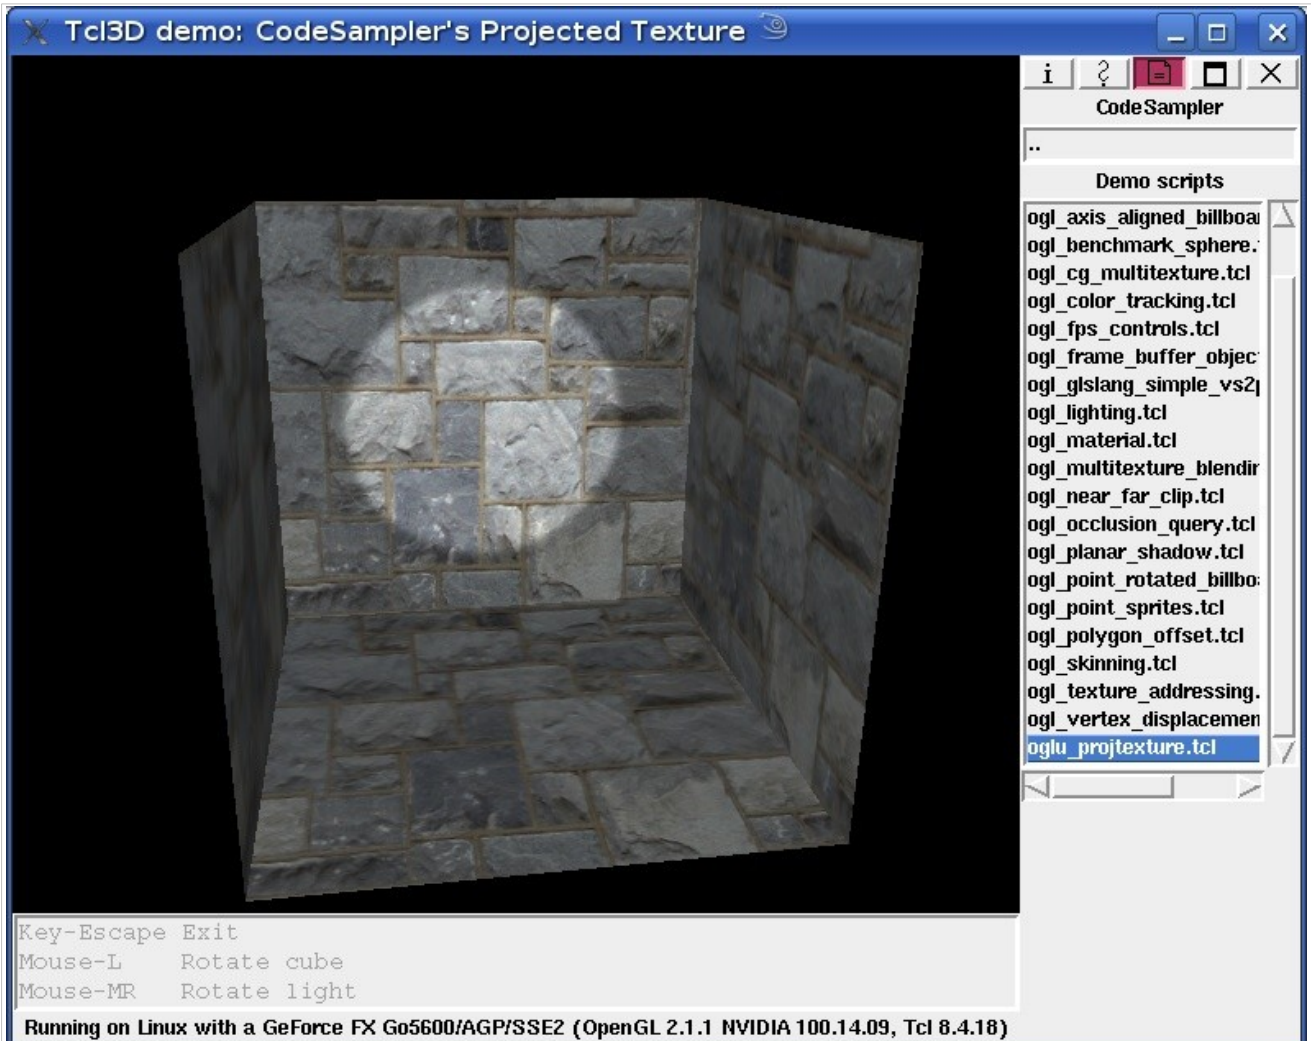 Tcl3D demo: CodeSampler's Projected Texture
i ?
CodeSampler
..
Demo scripts
ogl_axis_aligned_billboa
ogl_benchmark_sphere.
ogl_cg_multitexture.tcl
ogl_color_tracking.tcl
ogl_fps_controls.tcl
ogl_frame_buffer_objec
ogl_glslang_simple_vs2
ogl_lighting.tcl
ogl_material.tcl
ogl_multitexture_blendin
ogl_near_far_clip.tcl
ogl_occlusion_query.tcl
ogl_planar_shadow.tcl
ogl_point_rotated_billbo
ogl_point_sprites.tcl
ogl_polygon_offset.tcl
ogl_skinning.tcl
ogl_texture_addressing.
ogl_vertex_displacemen
oglu_projtexture.tcl
Key-Escape Exit
Mouse-L Rotate cube
Mouse-MR Rotate light
Running on Linux with a GeForce FX Go5600/AGP/SSE2 (OpenGL 2.1.1 NVIDIA 100.14.09, Tcl 8.4.18)